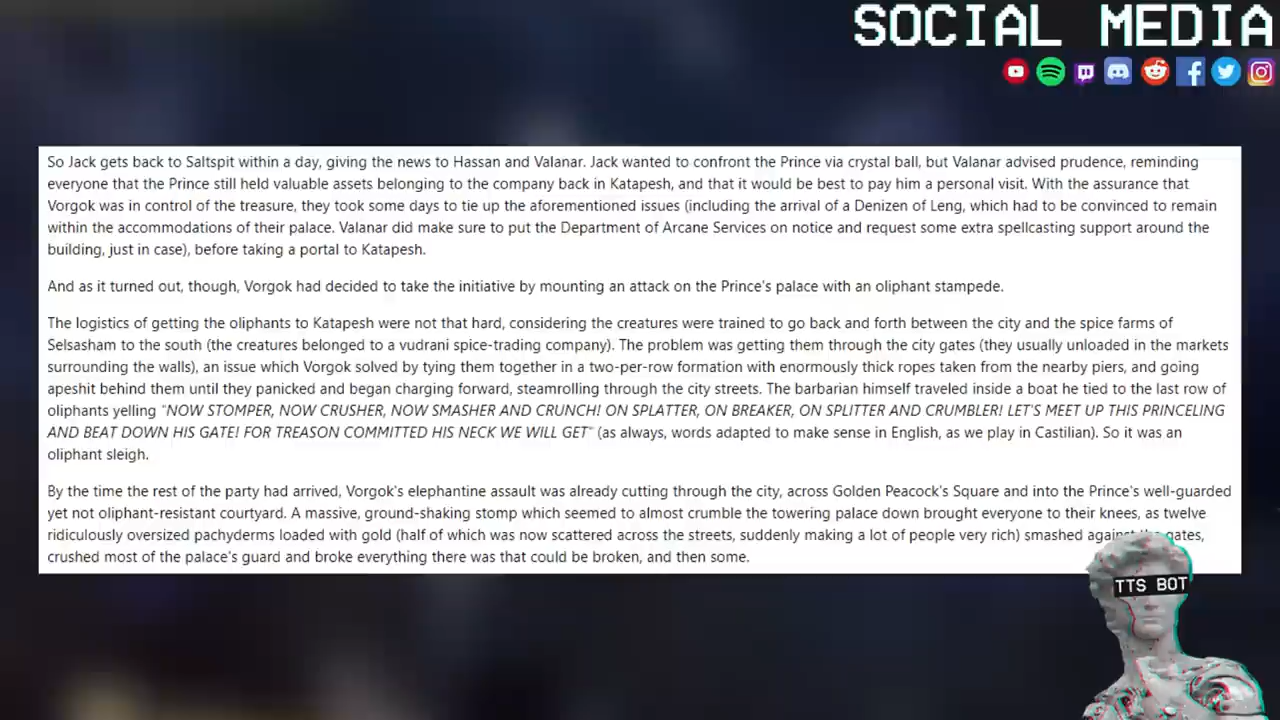 SOCIAL MEDIA
So Jack gets back to Saltspit within a day, giving the news to Hassan and Valanar. Jack wanted to confront the Prince via crystal ball, but Valanar advised prudence, reminding
everyone that the Prince still held valuable assets belonging to the company back in Katapesh, and that it would be best to pay him a personal visit. With the assurance that
Vorgok was in control of the treasure, they took some days to tie up the aforementioned issues (including the arrival of a Denizen of Leng, which had to be convinced to remain
within the accommodations of their palace. Valanar did make sure to put the Department of Arcane Services on notice and request some extra spellcasting support around the
building, just in case), before taking a portal to Katapesh.
And as it turned out, though, Vorgok had decided to take the initiative by mounting an attack on the Prince's palace with an oliphant stampede.
The logistics of getting the oliphants to Katapesh were not that hard, considering the creatures were trained to go back and forth between the city and the spice farms of
Selsasham to the south (the creatures belonged to a vudrani spice-trading company). The problem was getting them through the city gates (they usually unloaded in the markets
surrounding the walls), an issue which Vorgok solved by tying them together in a two-per-row formation with enormously thick ropes taken from the nearby piers, and going
apeshit behind them until they panicked and began charging forward, steamrolling through the city streets. The barbarian himself traveled inside a boat he tied to the last row of
oliphants yelling "NOW STOMPER, NOW CRUSHER, NOW SMASHER AND CRUNCH! ON SPLATTER, ON BREAKER, ON SPLITTER AND CRUMBLER! LET'S MEET UP THIS PRINCELING
AND BEAT DOWN HIS GATE! FOR TREASON COMMITTED HIS NECK WE WILL GET" (as always, words adapted to make sense in English, as we play in Castilian). So it was an
oliphant sleigh.
By the time the rest of the party had arrived, Vorgok's elephantine assault was already cutting through the city, across Golden Peacock's Square and into the Prince's well-guarded
yet not oliphant-resistant courtyard. A massive, ground-shaking stomp which seemed to almost crumble the towering palace down brought everyone to their knees, as twelve
ridiculously oversized pachyderms loaded with gold (half of which was now scattered across the streets, suddenly making a lot of people very rich) smashed against the gates,
crushed most of the palace's guard and broke everything there was that could be broken, and then some.
TTS BOT